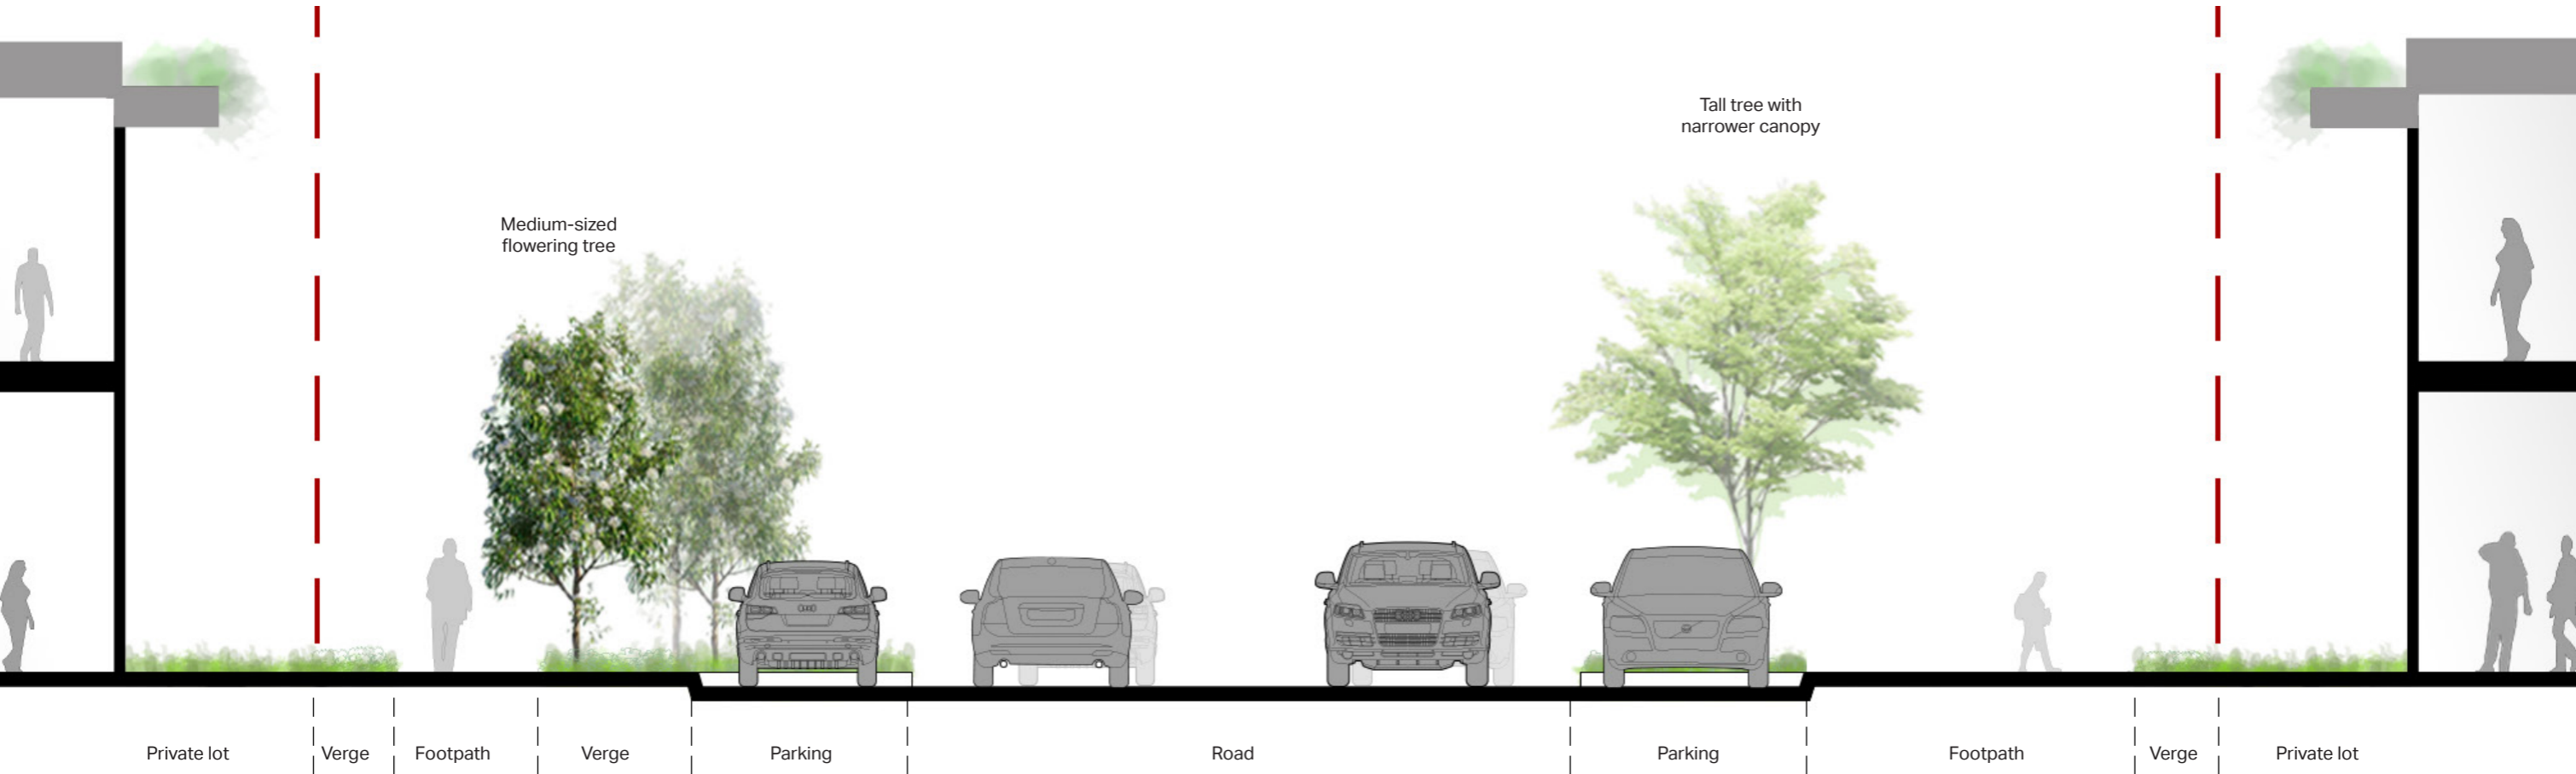 Tall tree with
narrower canopy
Medium-sized
flowering tree
Private lot
Verge
Footpath
Verge
Parking
Road
Parking
Footpath
Verge
Private lot